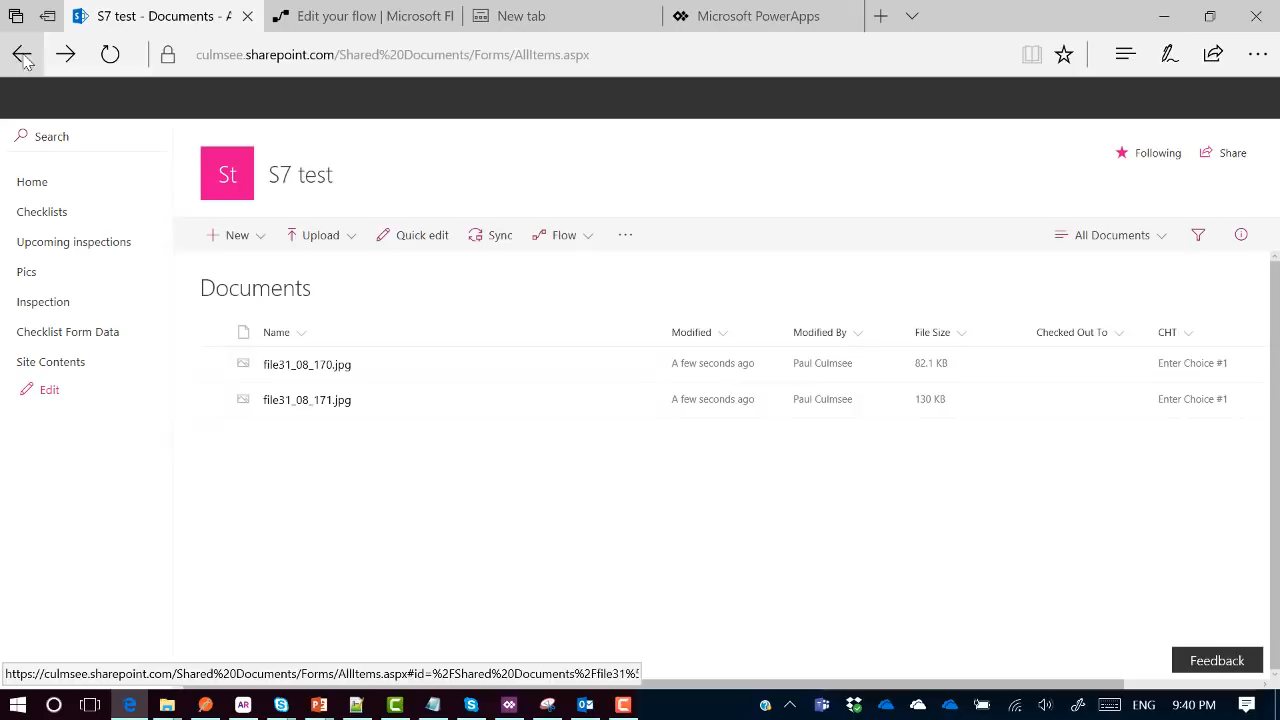 S7 test - Documents - A
Edit your flow | Microsoft Fl
New tab
Microsoft PowerApps
culmsee.sharepoint.com/Shared%20Documents/Forms/AllItems.aspx
Search
Home
Checklists
Upcoming inspections
Pics
Inspection
Checklist Form Data
Site Contents
Edit
St
S7 test
Following
Share
New
Upload
Quick edit
Sync
Flow
...
All Documents
Documents
Name Modified Modified By File Size Checked Out To CHT
file31_08_170.jpg A few seconds ago Paul Culmsee 82.1 KB Enter Choice #1
file31_08_171.jpg A few seconds ago Paul Culmsee 130 KB Enter Choice #1
Feedback
https://culmsee.sharepoint.com/Shared%20Documents/Forms/AllItems.aspx#id=%2FShared%20Documents%2Ffile31%5
AR
ENG
9:40 PM